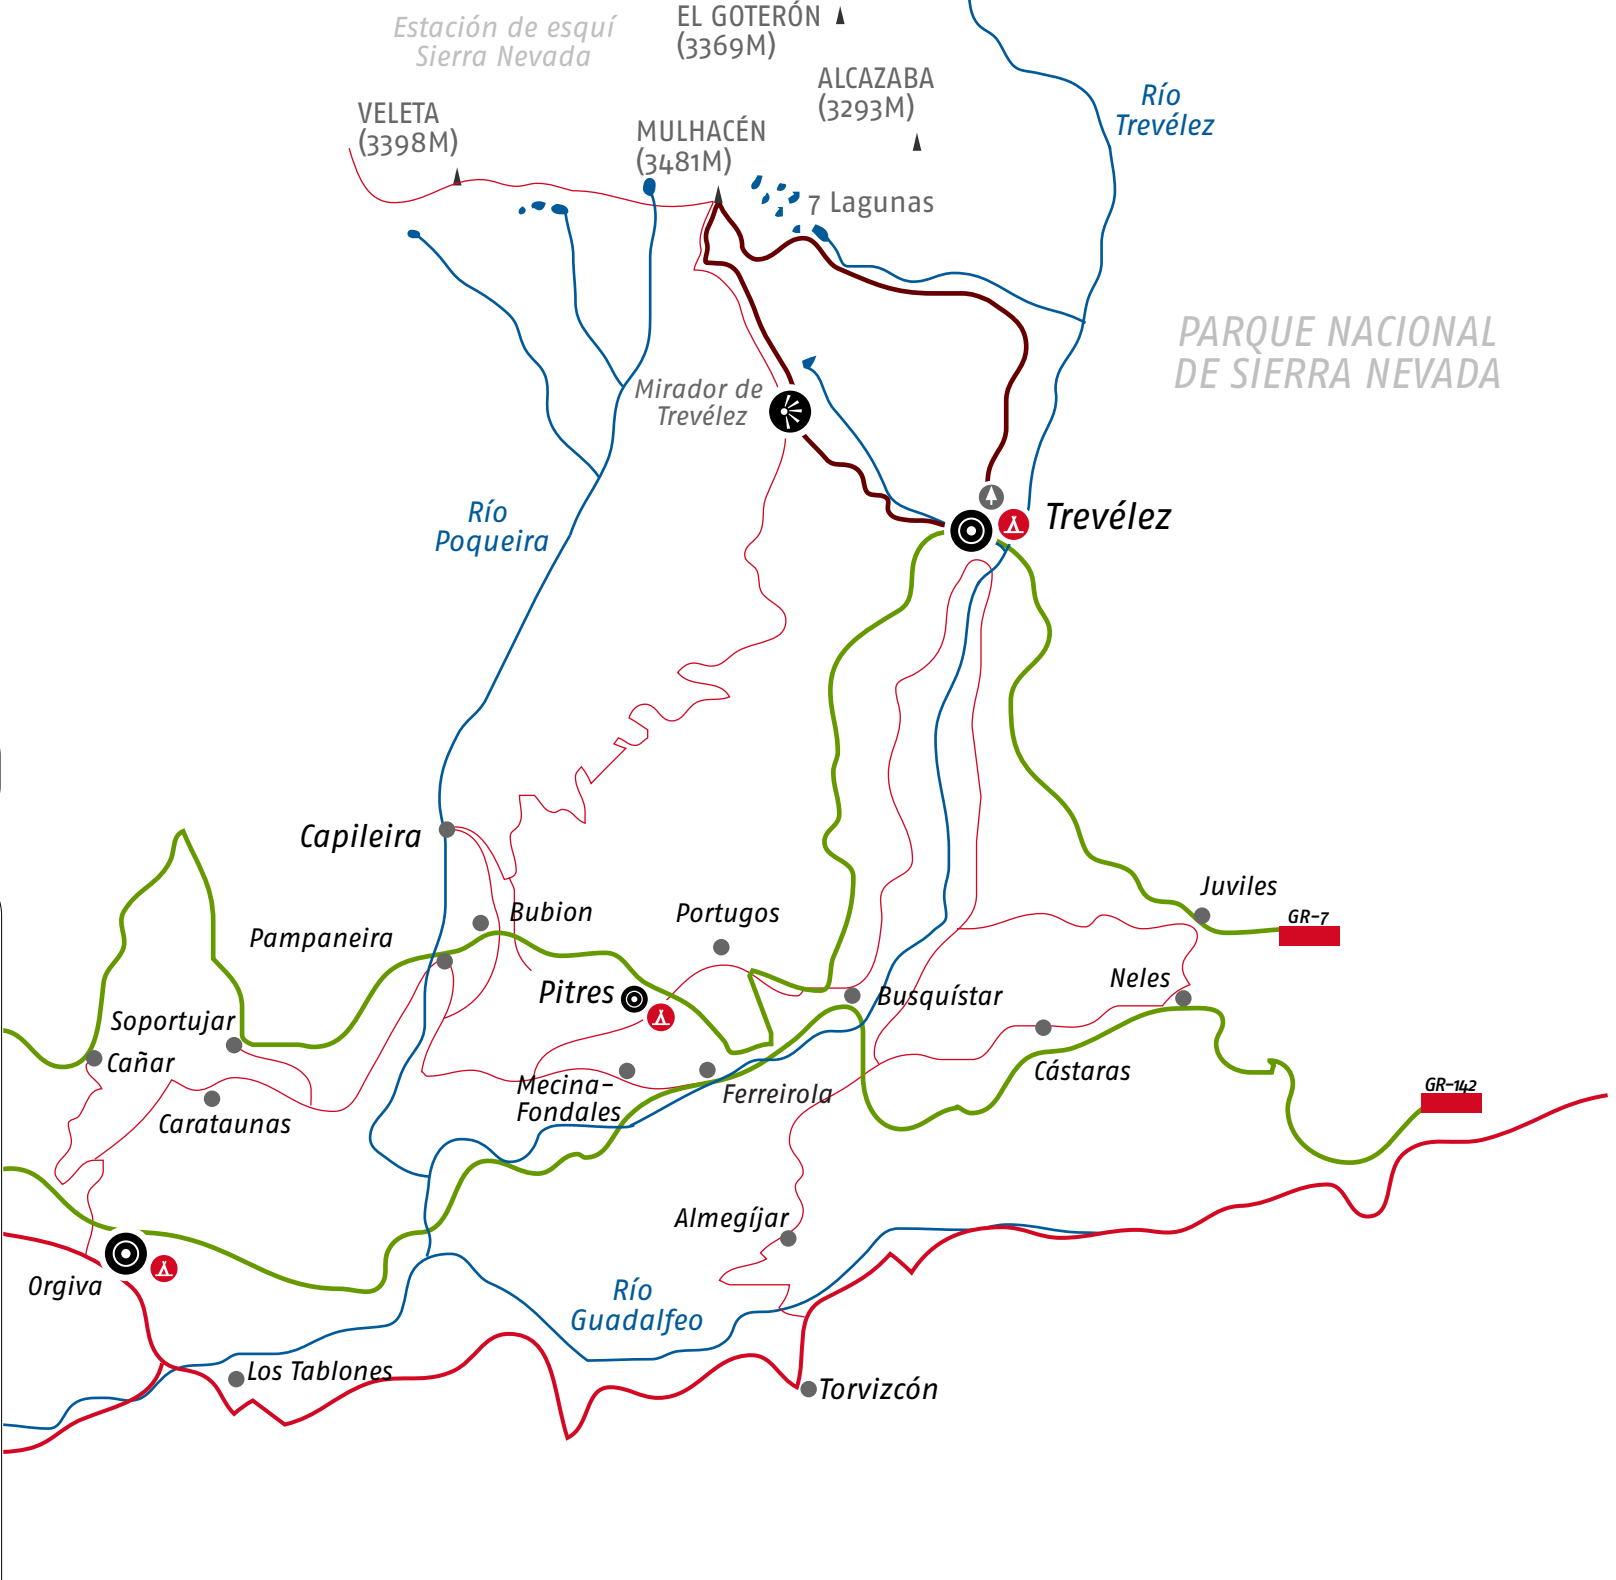 Estación de esquí
Sierra Nevada
EL GOTERÓN
(3369M)
ALCAZABA
(3293M)
Río
Trevélez
VELETA
(3398M)
MULHACÉN
(3481M)
7 Lagunas
PARQUE NACIONAL
DE SIERRA NEVADA
Mirador de
Trevélez
Río
Poqueira
Trevélez
Capileira
Juviles
Bubion
Portugos
GR-7
Pampaneira
Neles
Pitres
Busquístar
Soportujar
Cañar
Cástaras
Mecina-
Fondales
Ferreirola
GR-142
Carataunas
Almegíjar
Orgiva
Río
Guadalfeo
Los Tablones
Torvizcón